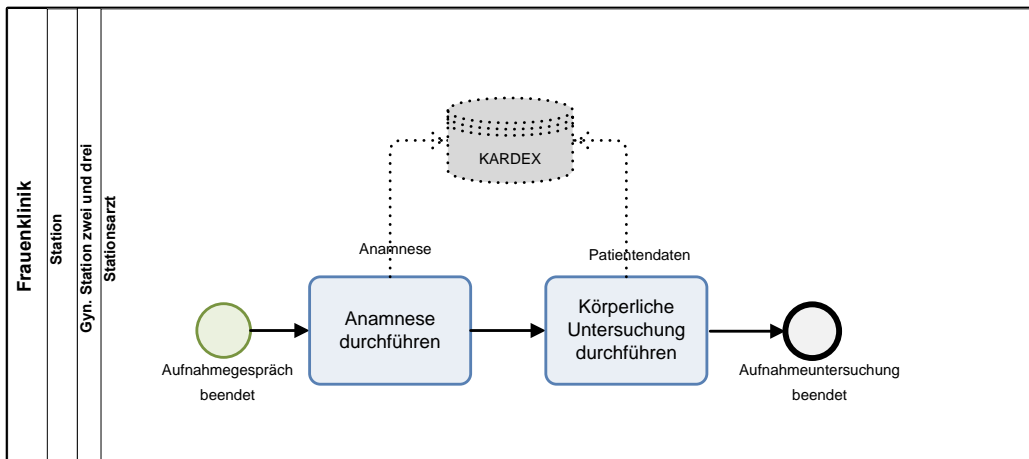 Frauenklinik
Station
Gyn. Station zwei und drei
Stationsarzt
KARDEX
Anamnese
Patientendaten
Aufnahmegespräch
beendet
Anamnese
durchführen
Körperliche
Untersuchung
durchführen
Aufnahmeuntersuchung
beendet